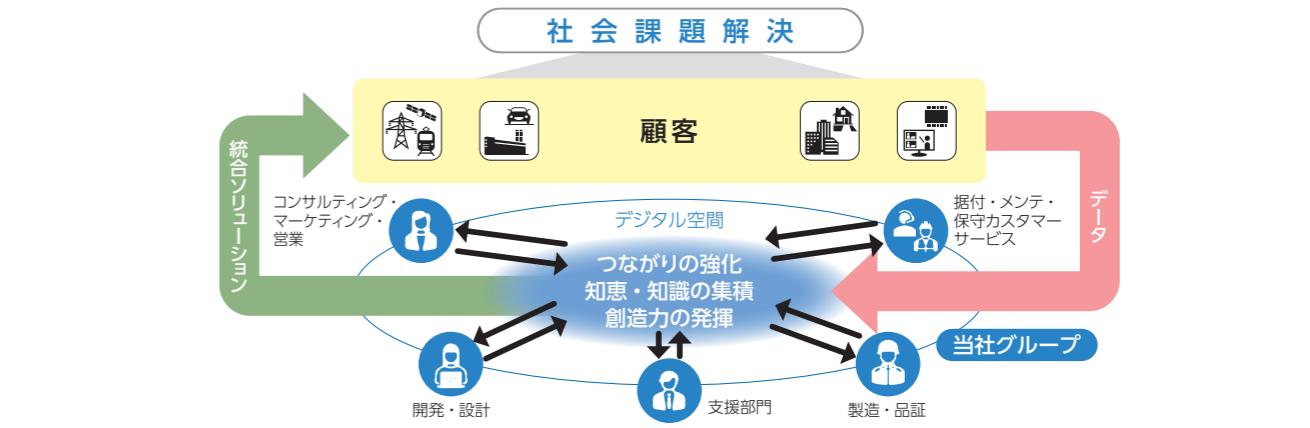 社会課題解決
顧客
統合ソリューション
データ
コンサルティング・
マーケティング・
営業
デジタル空間
据付・メンテ・
保守カスタマー
サービス
つながりの強化
知恵・知識の集積
創造力の発揮
当社グループ
開発・設計
支援部門
製造・品証